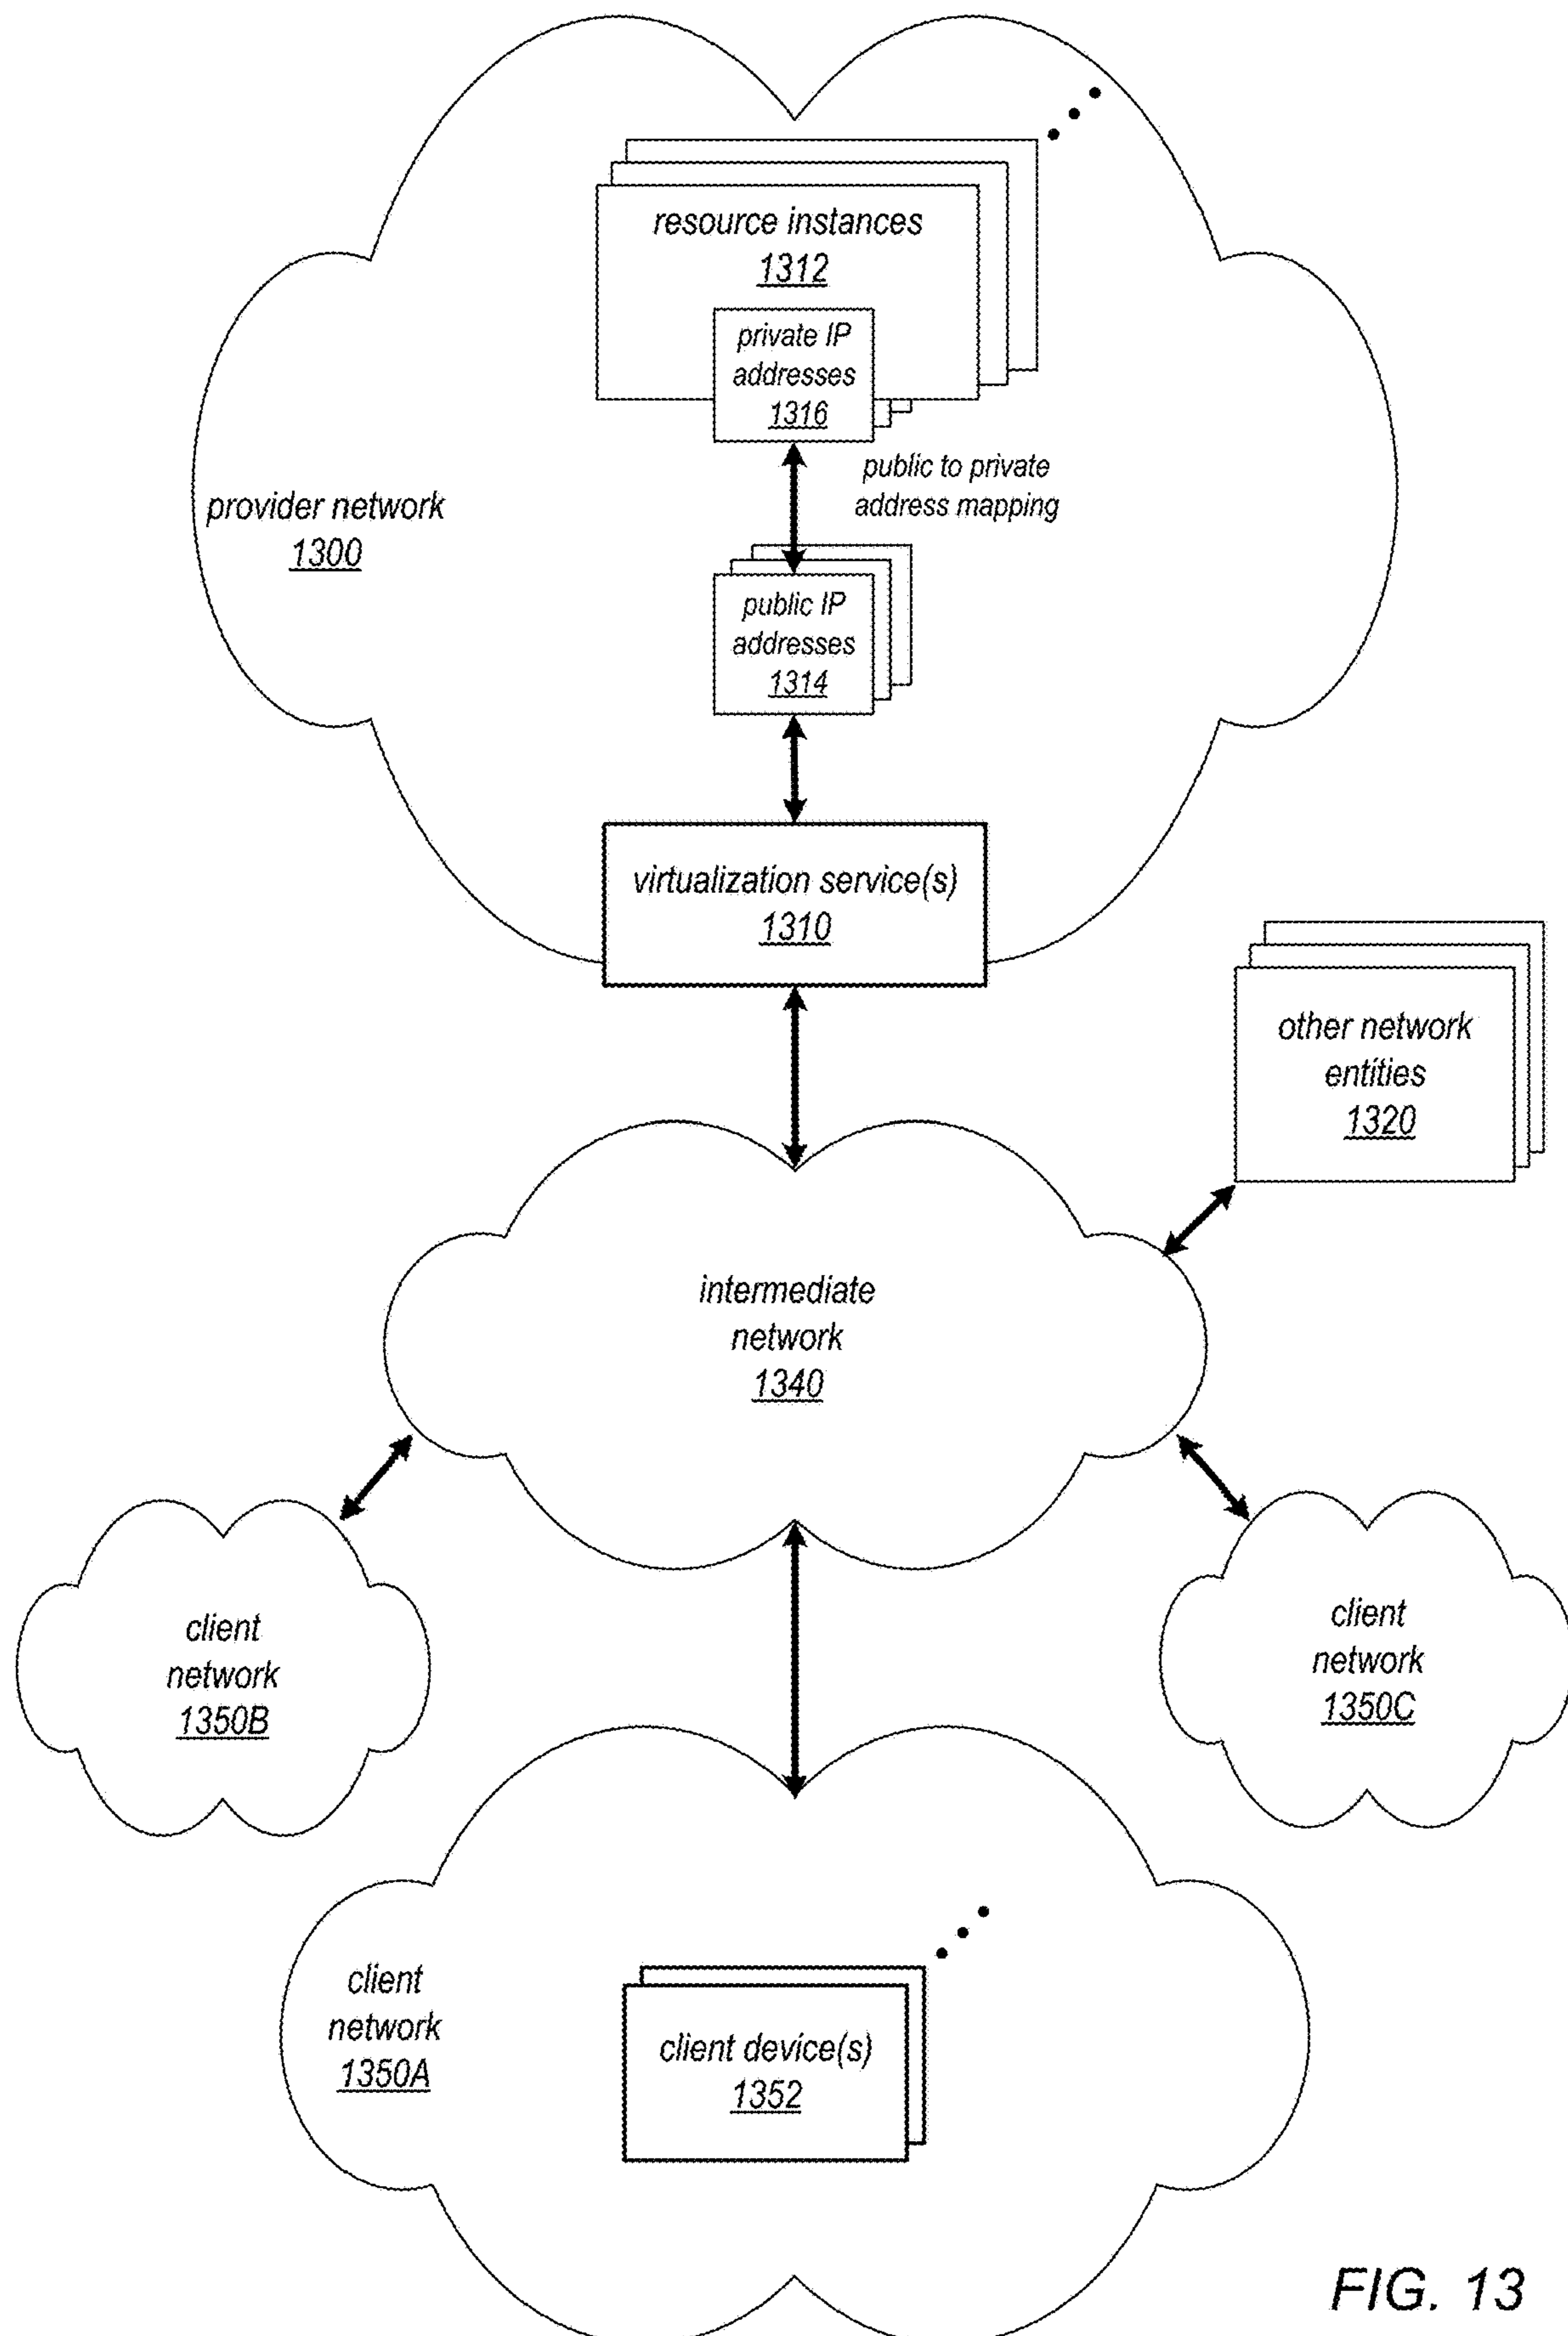 resource instances
1312
private IP
addresses
1316
public to private
address mapping
provider network
1300
public IP
addresses
1314
virtualization service(s)
1310
other network
entities
1320
intermediate
network
1340
client
network
1350B
client
network
1350C
client
network
1350A
client device(s)
1352
FIG. 13